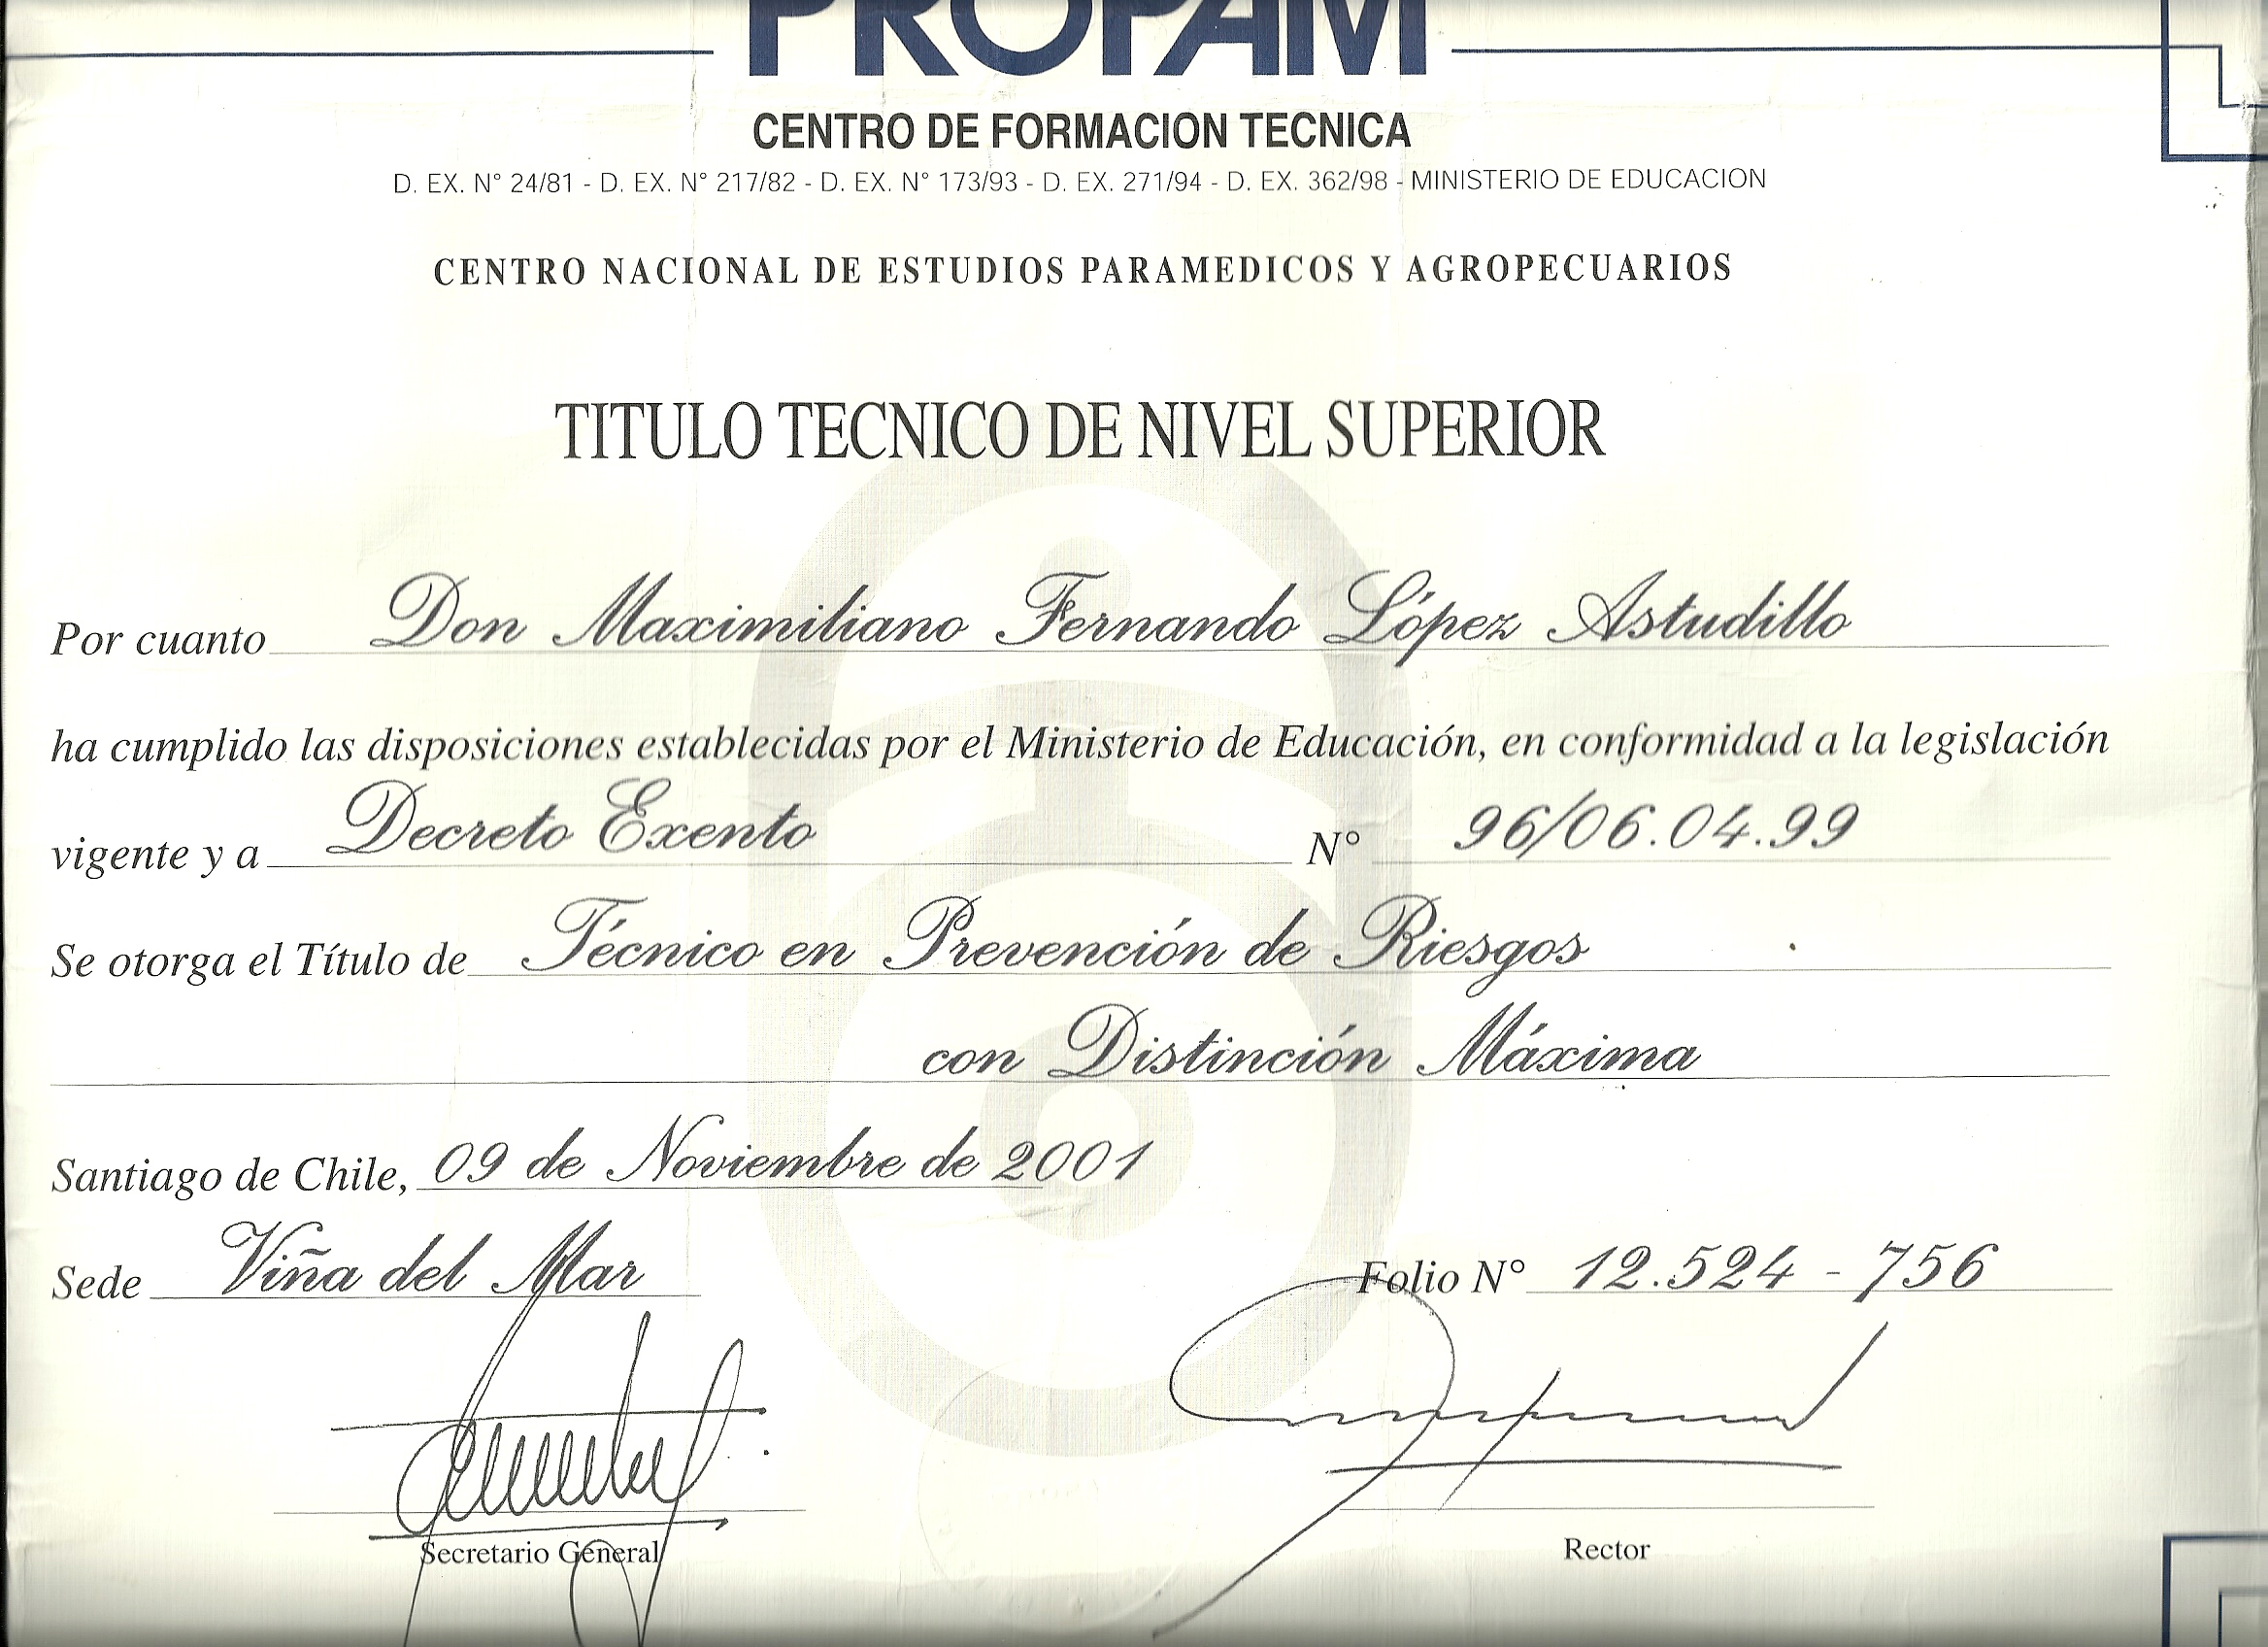 PROPAM
CENTRO DE FORMACION TECNICA
D. EX. N° 24/81 - D. EX. N° 217/82 - D. EX. N° 173/93 - D. EX. 271/94 - D. EX. 362/98 - MINISTERIO DE EDUCACION
CENTRO NACIONAL DE ESTUDIOS PARAMEDICOS Y AGROPECUARIOS
TITULO TECNICO DE NIVEL SUPERIOR
Por cuanto Don Maximiliano Fernando López Astudillo
ha cumplido las disposiciones establecidas por el Ministerio de Educación, en conformidad a la legislación
vigente y a Decreto Exento N° 96/06.04.99
Se otorga el Título de Técnico en Prevención de Riesgos
con Distinción Máxima
Santiago de Chile, 09 de Noviembre de 2001
Sede Viña del Mar Folio N° 12.524 - 756
Secretario General Rector